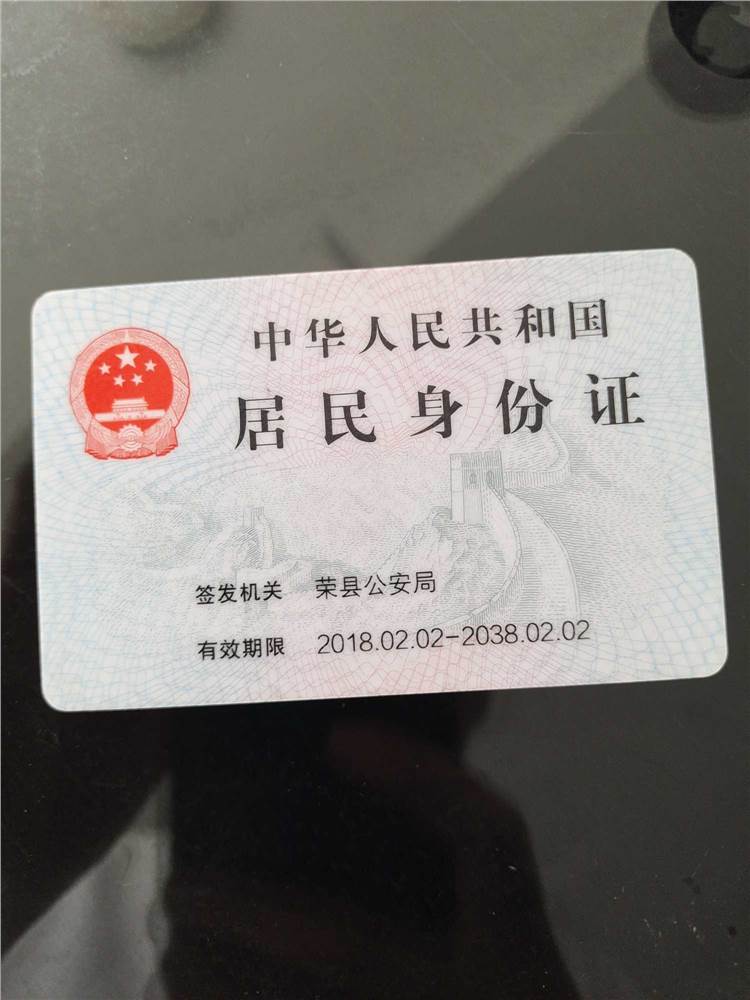 中华人民共和国
居民身份证
签发机关 荣县公安局
有效期限 2018.02.02-2038.02.02